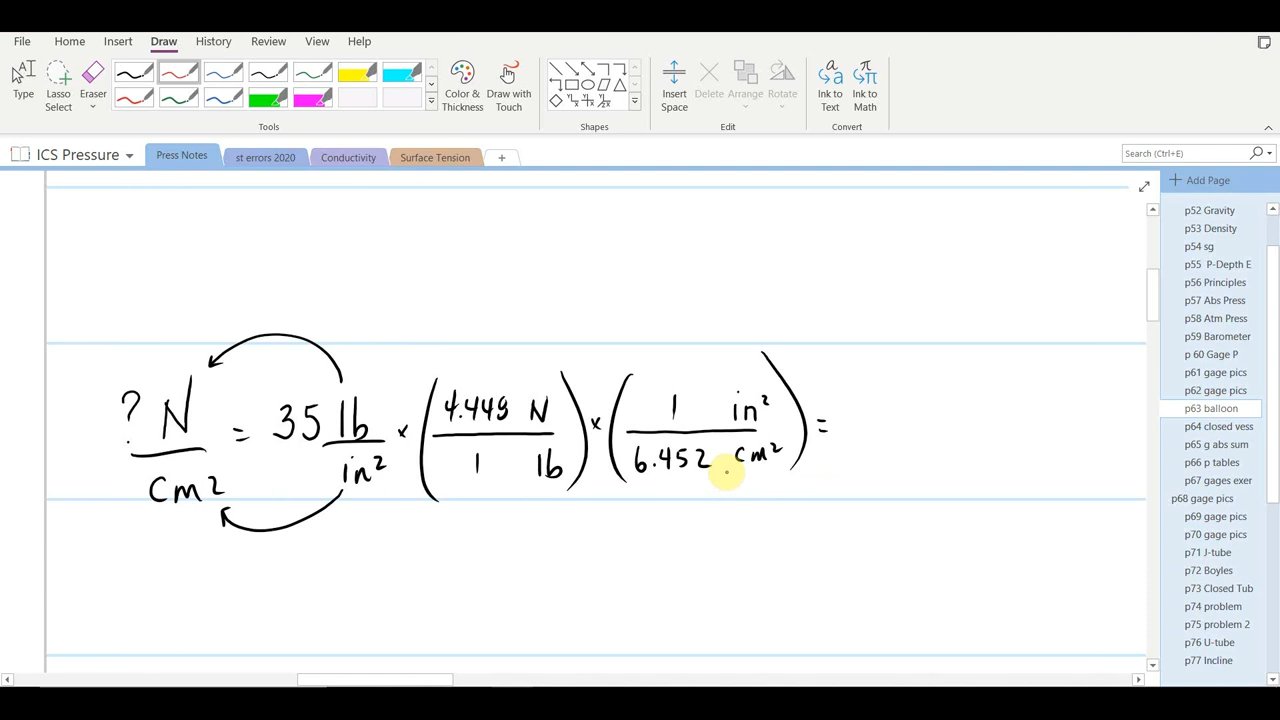 File Home Insert Draw History Review View Help
Type Lasso Select Eraser Color & Thickness Draw with Touch Insert Space Delete Arrange Rotate Ink to Text Ink to Math
Tools Shapes Edit Convert
ICS Pressure Press Notes st errors 2020 Conductivity Surface Tension + Search (Ctrl+E)
Add Page
p52 Gravity
p53 Density
p54 sg
p55 P-Depth E
p56 Principles
p57 Abs Press
p58 Atm Press
p59 Barometer
p 60 Gage P
p61 gage pics
p62 gage pics
p63 balloon
p64 closed vess
p65 g abs sum
p66 p tables
p67 gages exer
p68 gage pics
p69 gage pics
p70 gage pics
p71 J-tube
p72 Boyles
p73 Closed Tub
p74 problem
p75 problem 2
p76 U-tube
p77 Incline
? N/cm² = 35 lb/in² × (4.448 N / 1 lb) × (1 in² / 6.452 cm²) =